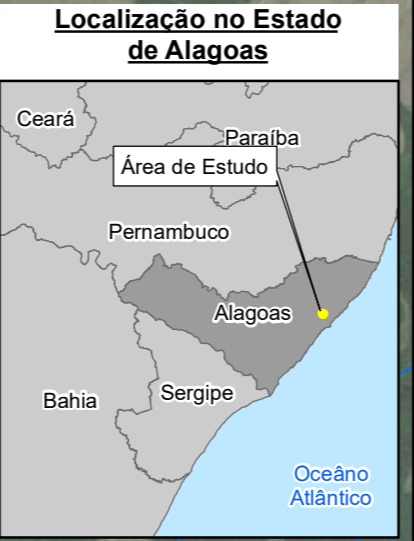 Localização no Estado
de Alagoas
Ceará
Paraíba
Área de Estudo
Pernambuco
Alagoas
Sergipe
Bahia
Oceâno
Atlântico